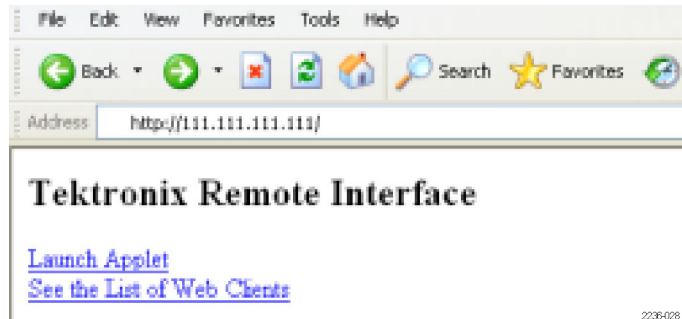 File Edit View Favorites Tools Help
Back Search Favorites
Address http://111.111.111.111/
Tektronix Remote Interface
Launch Applet
See the List of Web Clients
2236-028